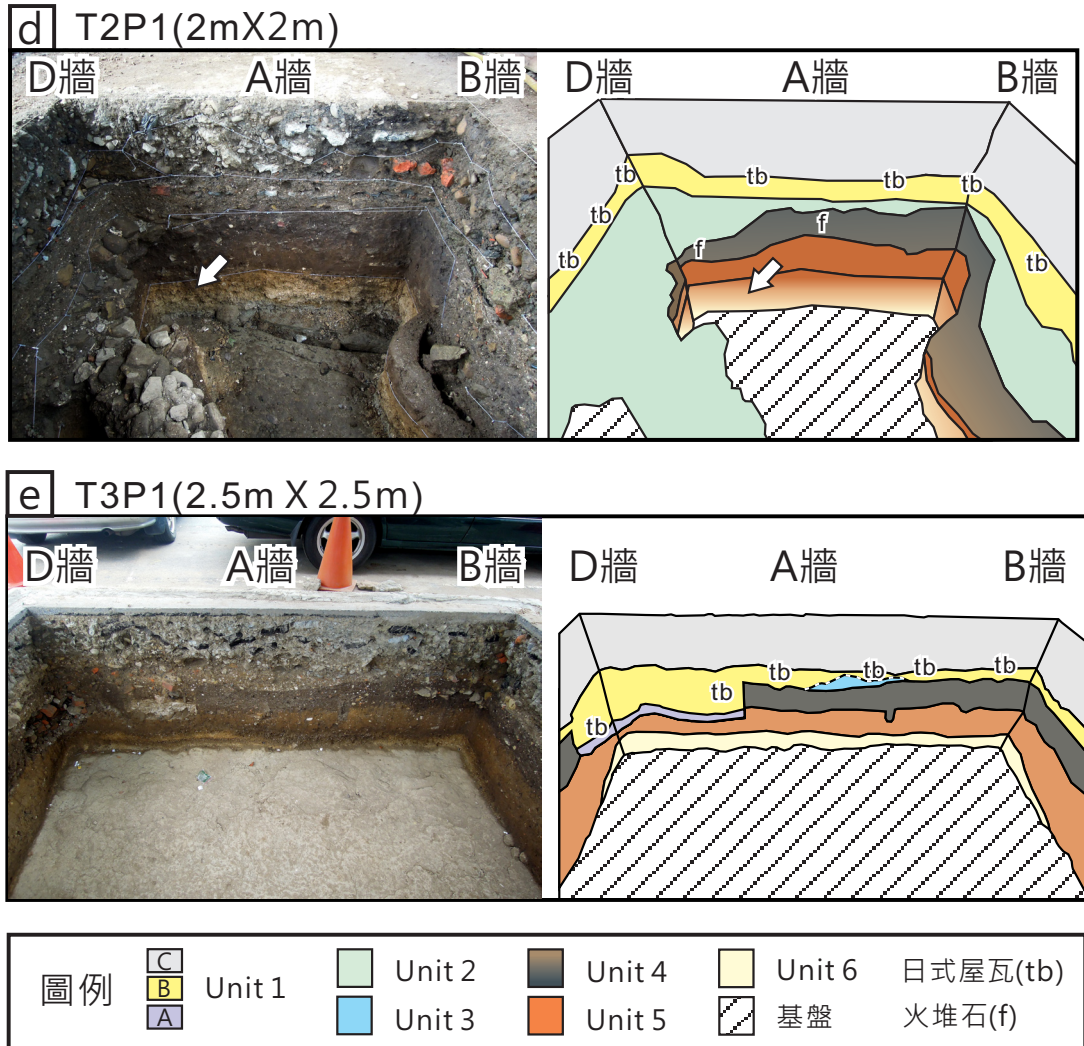 d T2P1(2mX2m)
D牆 A牆 B牆 D牆 A牆 B牆
tb tb tb tb
tb
f
f
tb
tb
e T3P1(2.5m X 2.5m)
D牆 A牆 B牆 D牆 A牆 B牆
tb tb tb tb
tb
tb
圖例 C B A Unit 1 Unit 2 Unit 4 Unit 6 日式屋瓦(tb)
Unit 3 Unit 5 基盤 火堆石(f)